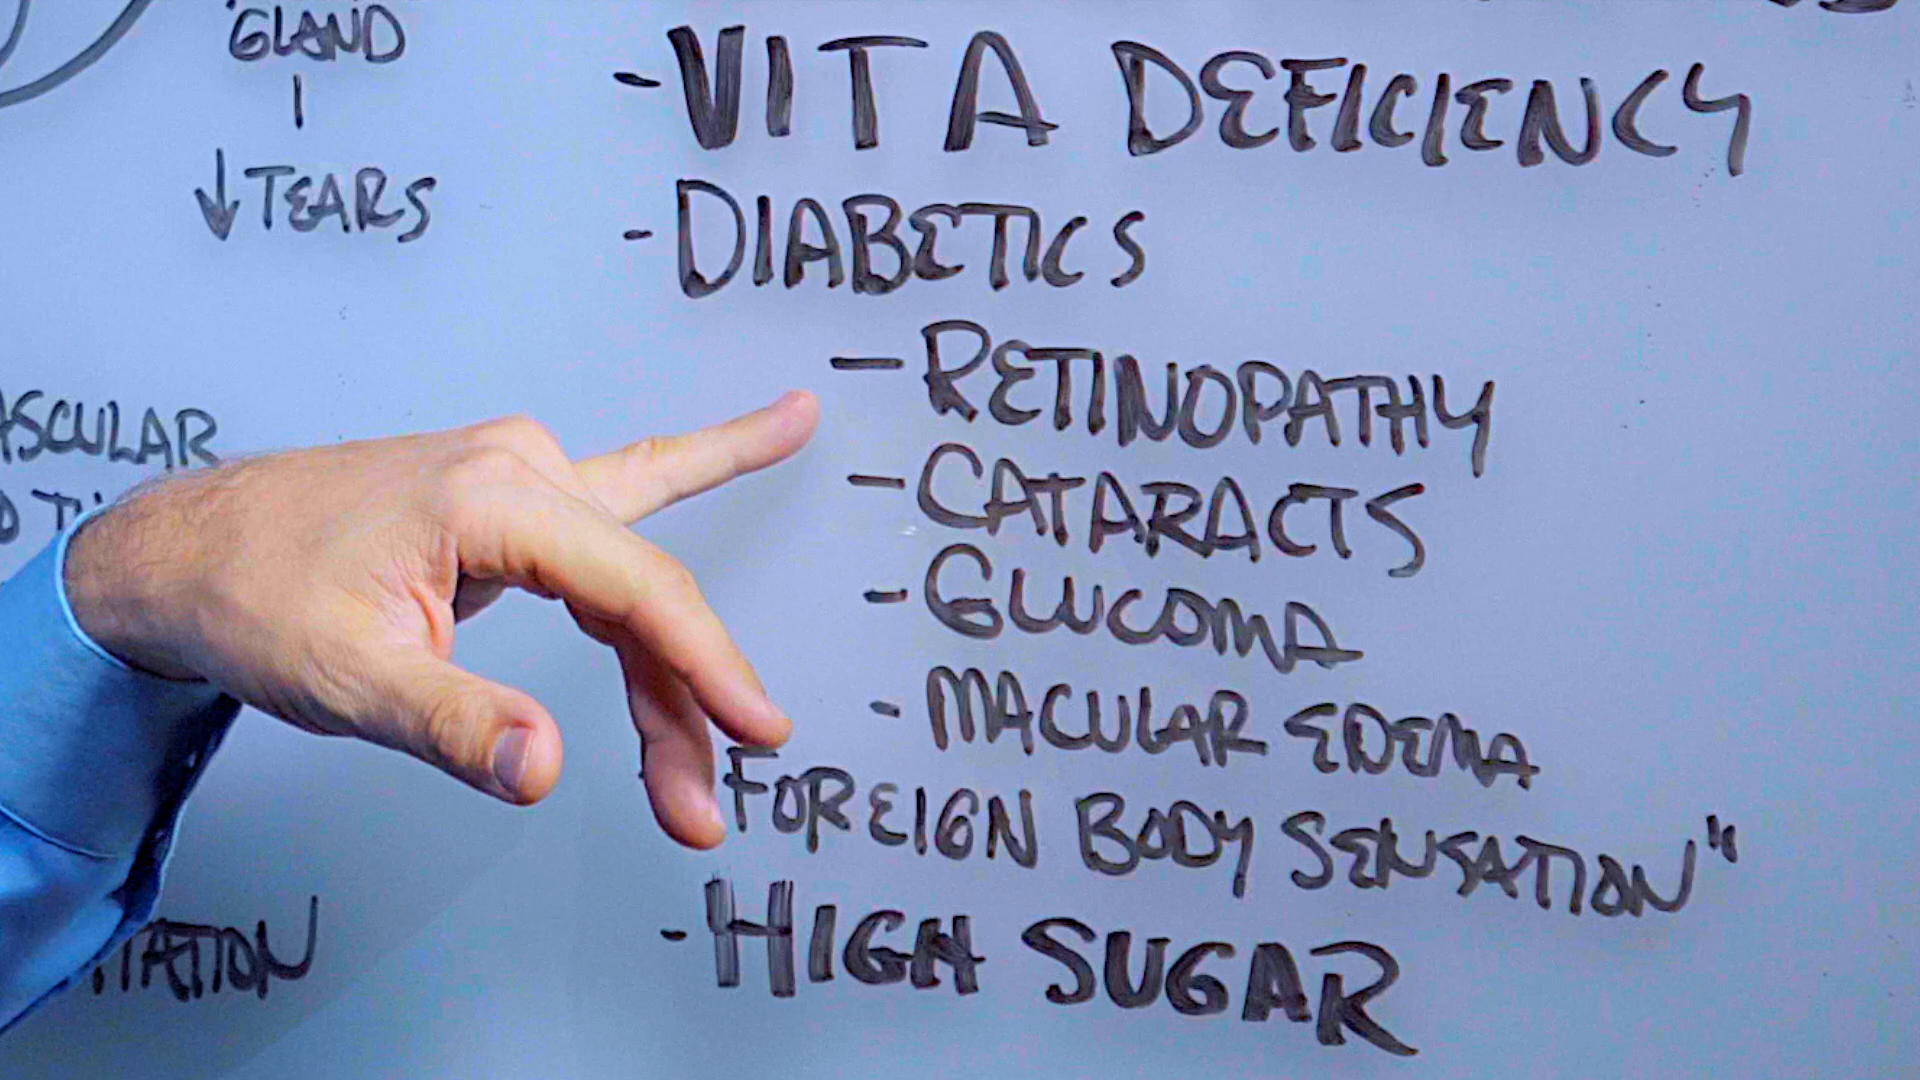 GLAND
↓TEARS
ASCULAR
TATION
-VIT A DEFICIENCY
-DIABETICS
-RETINOPATHY
-CATARACTS
-GLUCOMA
-MACULAR EDEMA
FOREIGN BODY SENSATION"
-HIGH SUGAR